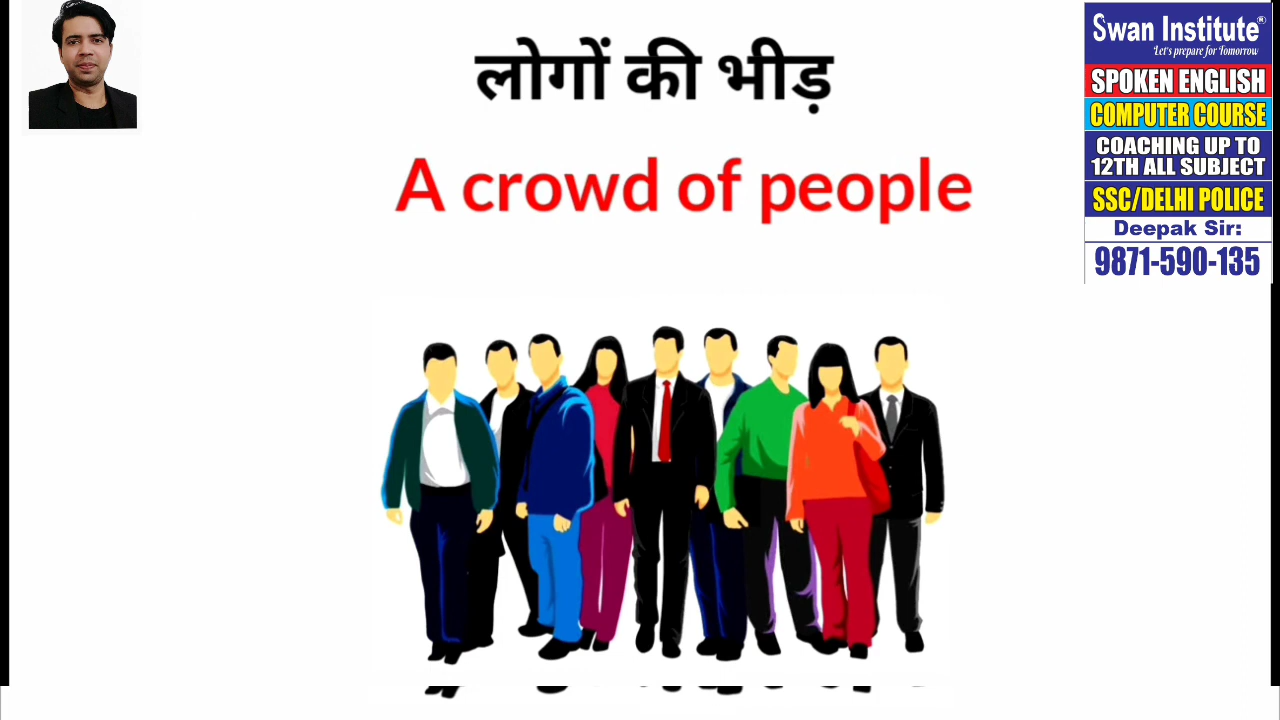 लोगों की भीड़
A crowd of people
Swan Institute®
Let's prepare for Tomorrow
SPOKEN ENGLISH
COMPUTER COURSE
COACHING UP TO
12TH ALL SUBJECT
SSC/DELHI POLICE
Deepak Sir:
9871-590-135